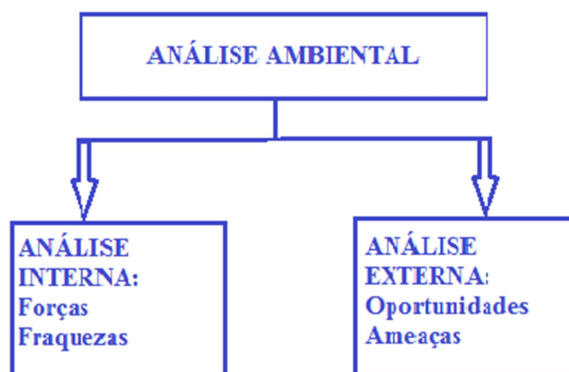 ANÁLISE AMBIENTAL
ANÁLISE
INTERNA:
Forças
Fraquezas
ANÁLISE
EXTERNA:
Oportunidades
Ameaças